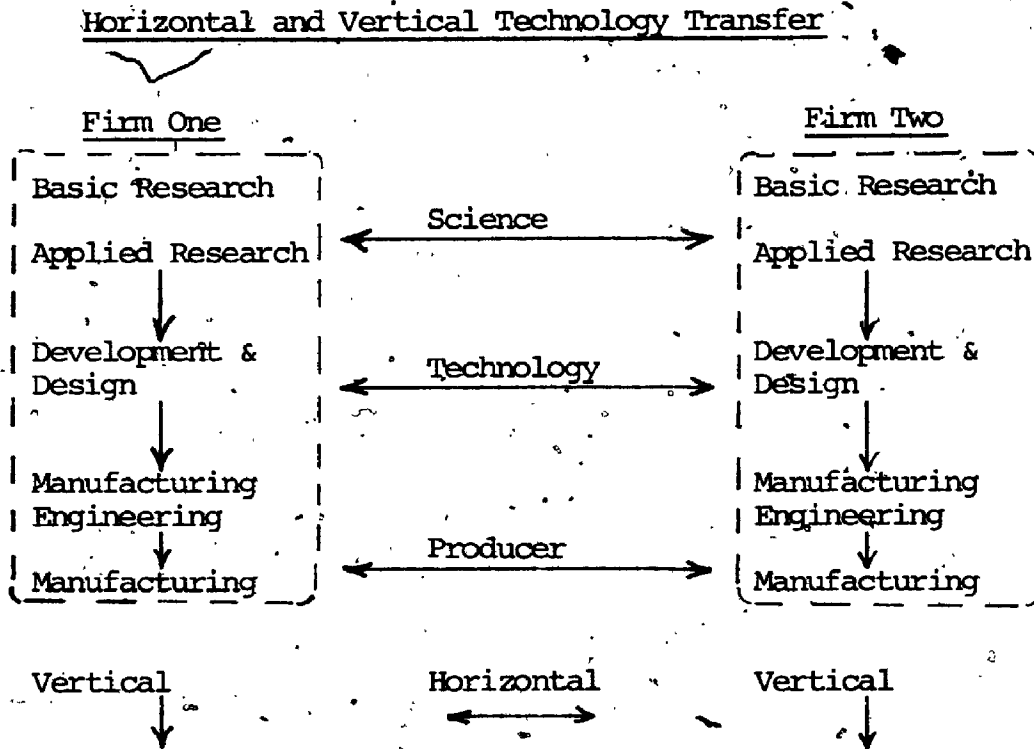 Horizontal and Vertical Technology Transfer
Firm One
Firm Two
Basic Research
Applied Research
Development &
Design
Manufacturing
Engineering
Manufacturing
Science
Technology
Producer
Basic Research
Applied Research
Development &
Design
Manufacturing
Engineering
Manufacturing
Vertical
Horizontal
Vertical